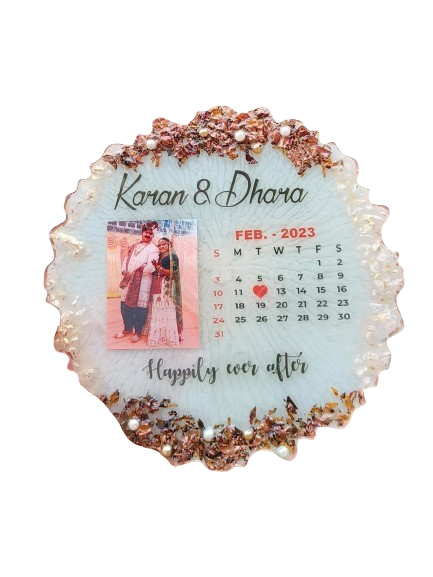 Karan & Dhara
FEB. - 2023
S M T W T F S
1 2
3 4 5 6 7 8 9
10 11 13 14 15 16
17 18 19 20 21 22 23
24 25 26 27 28 29 30
31
Happily ever after